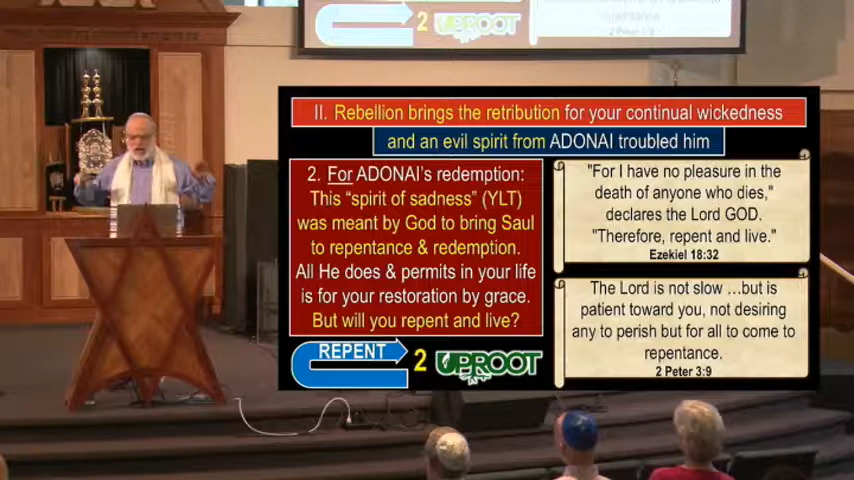 2 UPROOT
2 Peter 3:9
II. Rebellion brings the retribution for your continual wickedness
and an evil spirit from ADONAI troubled him
2. For ADONAI's redemption:
This "spirit of sadness" (YLT)
was meant by God to bring Saul
to repentance & redemption.
All He does & permits in your life
is for your restoration by grace.
But will you repent and live?
REPENT 2 UPROOT
"For I have no pleasure in the
death of anyone who dies,"
declares the Lord GOD.
"Therefore, repent and live."
Ezekiel 18:32
The Lord is not slow ...but is
patient toward you, not desiring
any to perish but for all to come to
repentance.
2 Peter 3:9